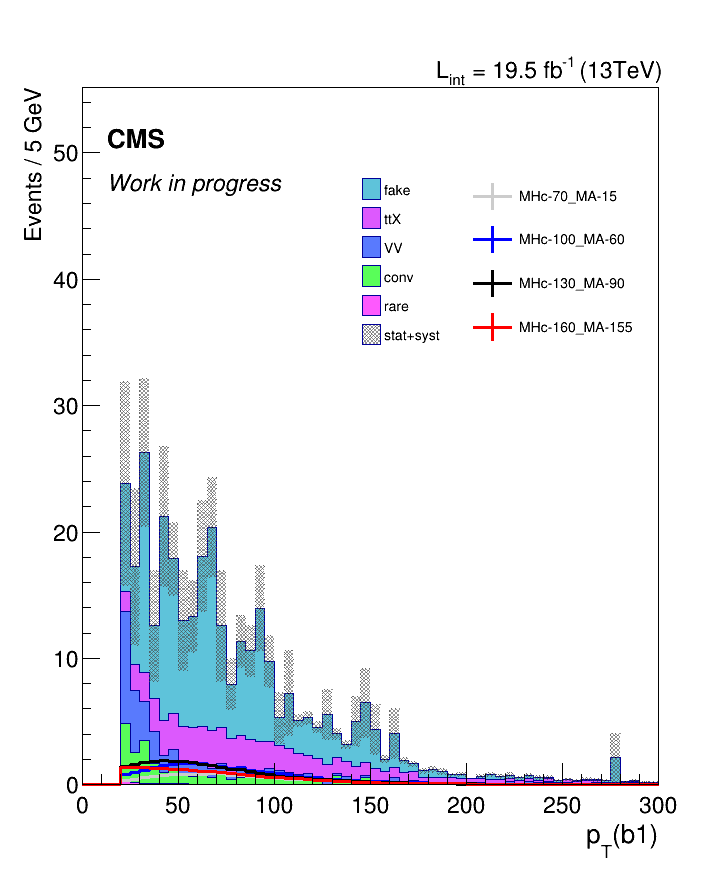 L_int = 19.5 fb^-1 (13TeV)
Events / 5 GeV
CMS
Work in progress
fake
ttX
VV
conv
rare
stat+syst
MHc-70_MA-15
MHc-100_MA-60
MHc-130_MA-90
MHc-160_MA-155
50
40
30
20
10
0
0 50 100 150 200 250 300
p_T(b1)